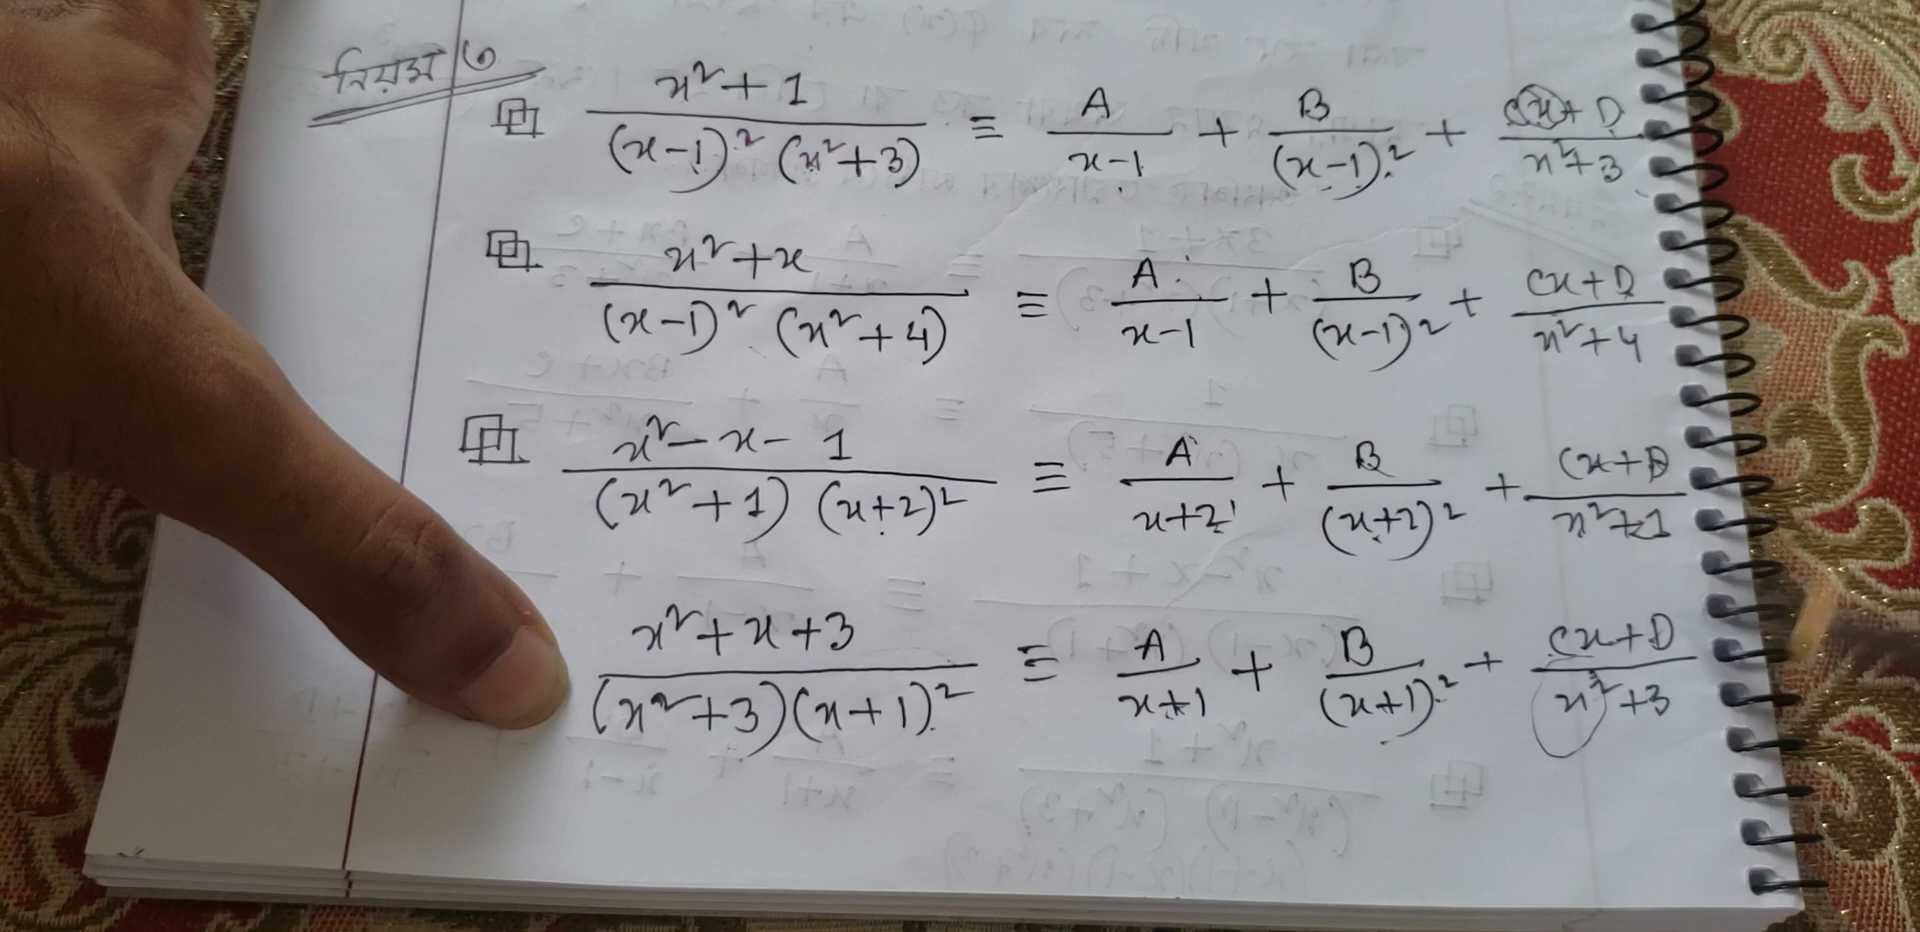 নিয়ম ৩
(x²+1)/((x-1)²(x²+3)) ≡ A/(x-1) + B/(x-1)² + (Cx+D)/(x²+3)
(x²+x)/((x-1)²(x²+4)) ≡ A/(x-1) + B/(x-1)² + (Cx+D)/(x²+4)
(x²-x-1)/((x²+1)(x+2)²) ≡ A/(x+2) + B/(x+2)² + (Cx+D)/(x²+1)
(x²+x+3)/((x²+3)(x+1)²) ≡ A/(x+1) + B/(x+1)² + (Cx+D)/(x²+3)